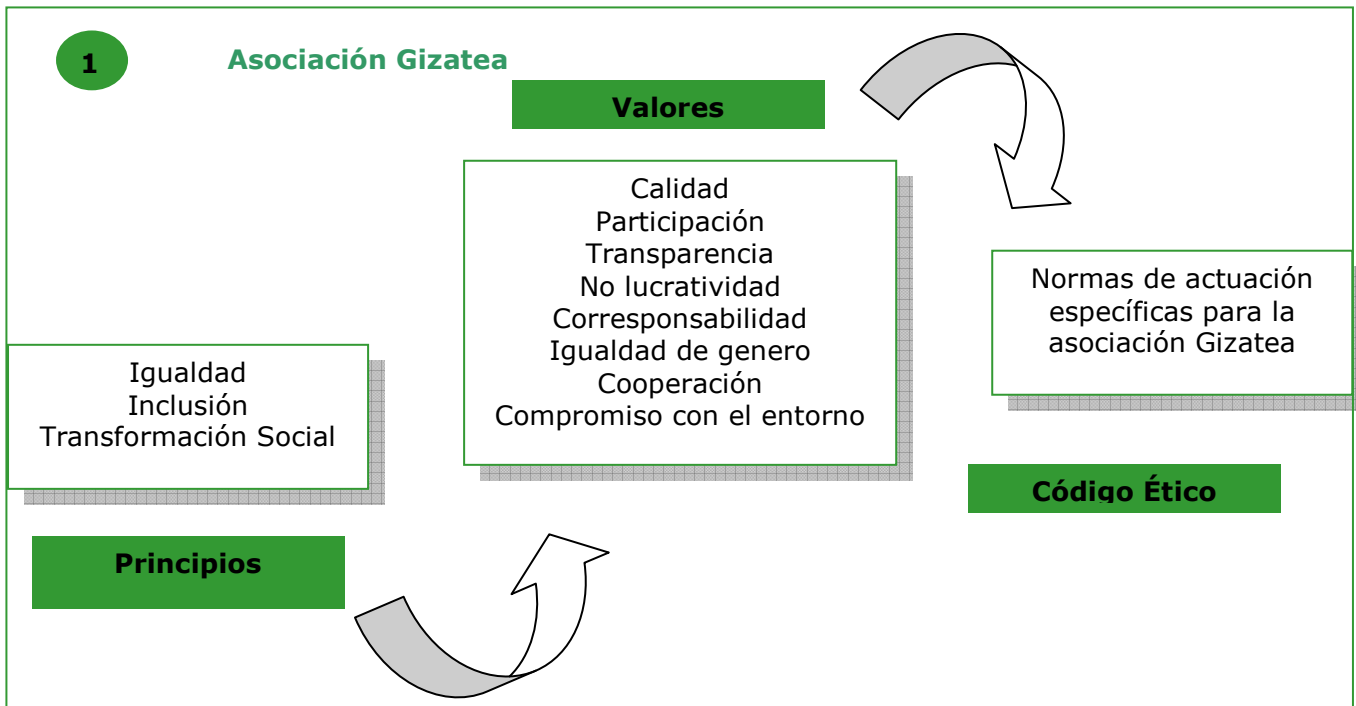 1
Asociación Gizatea
Valores
Calidad
Participación
Transparencia
No lucratividad
Corresponsabilidad
Igualdad de genero
Cooperación
Compromiso con el entorno
Normas de actuación
específicas para la
asociación Gizatea
Igualdad
Inclusión
Transformación Social
Código Ético
Principios